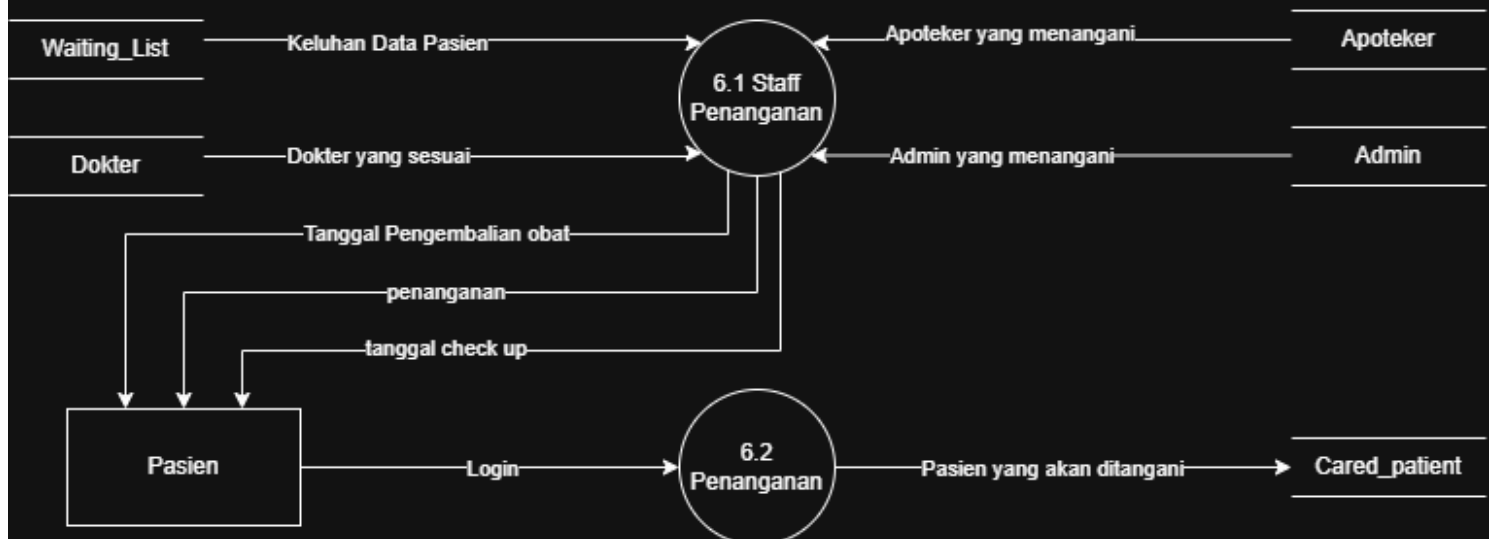 Waiting_List
Keluhan Data Pasien
Apoteker yang menangani
Apoteker
6.1 Staff
Penanganan
Dokter
Dokter yang sesuai
Admin yang menangani
Admin
Tanggal Pengembalian obat
penanganan
tanggal check up
Pasien
Login
6.2
Penanganan
Pasien yang akan ditangani
Cared_patient